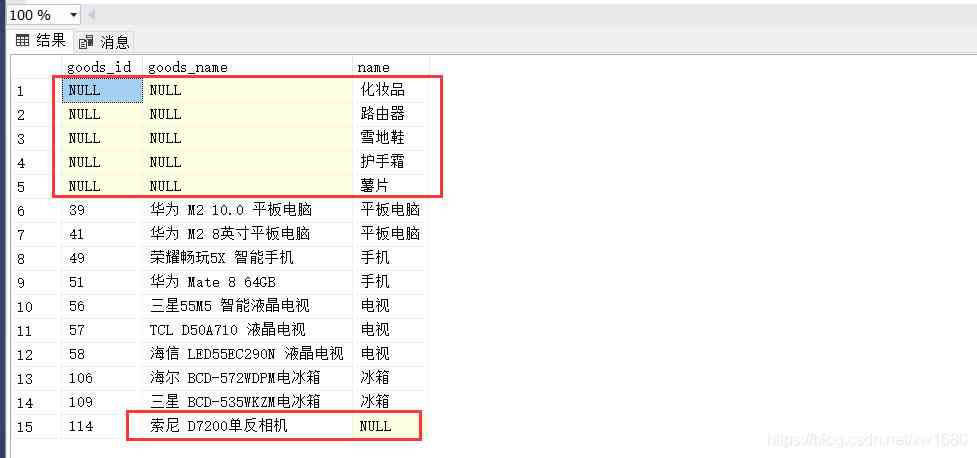 100 %
结果 消息
goods_id goods_name name
1 NULL NULL 化妆品
2 NULL NULL 路由器
3 NULL NULL 雪地鞋
4 NULL NULL 护手霜
5 NULL NULL 薯片
6 39 华为 M2 10.0 平板电脑 平板电脑
7 41 华为 M2 8英寸平板电脑 平板电脑
8 49 荣耀畅玩5X 智能手机 手机
9 51 华为 Mate 8 64GB 手机
10 56 三星55M5 智能液晶电视 电视
11 57 TCL D50A710 液晶电视 电视
12 58 海信 LED55EC290N 液晶电视 电视
13 106 海尔 BCD-572WDPM电冰箱 冰箱
14 109 三星 BCD-535WKZM电冰箱 冰箱
15 114 索尼 D7200单反相机 NULL
https://blog.csdn.net/xw1680